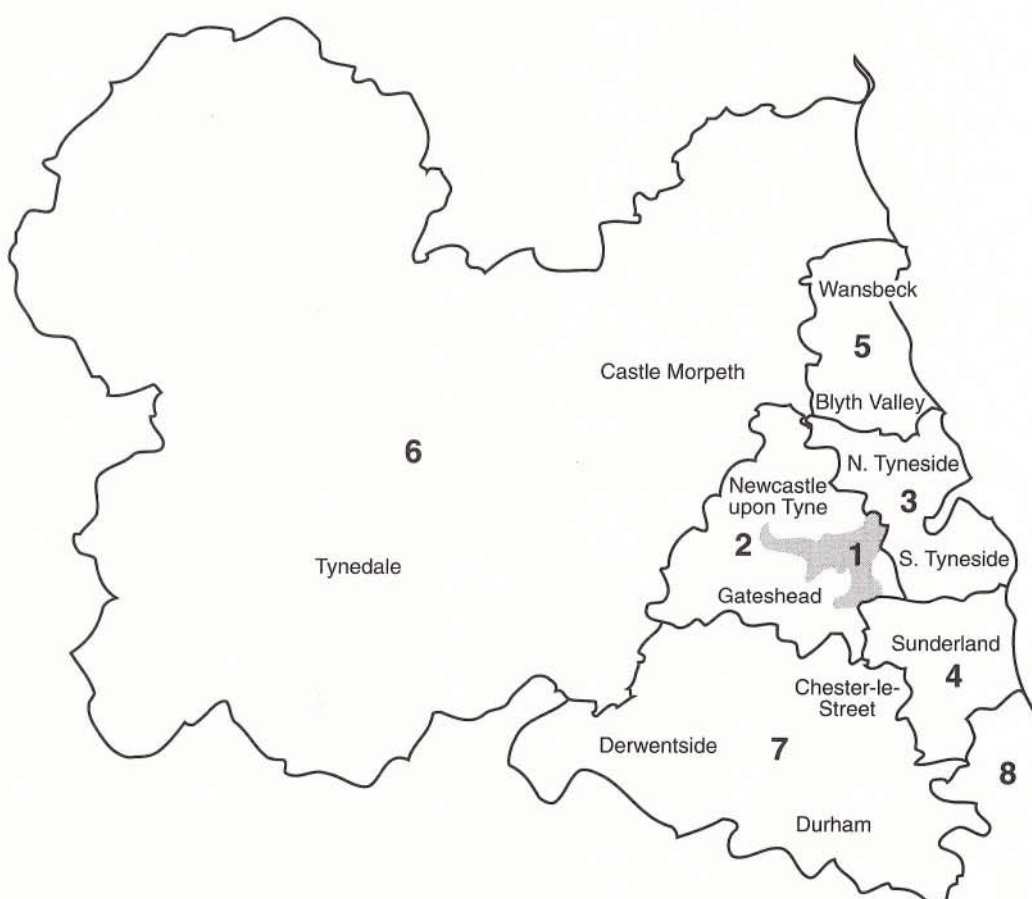 Wansbeck
5
Castle Morpeth
Blyth Valley
6
N. Tyneside
Newcastle
upon Tyne
3
2
1
S. Tyneside
Tynedale
Gateshead
Sunderland
4
Chester-le-
Street
Derwentside
7
8
Durham